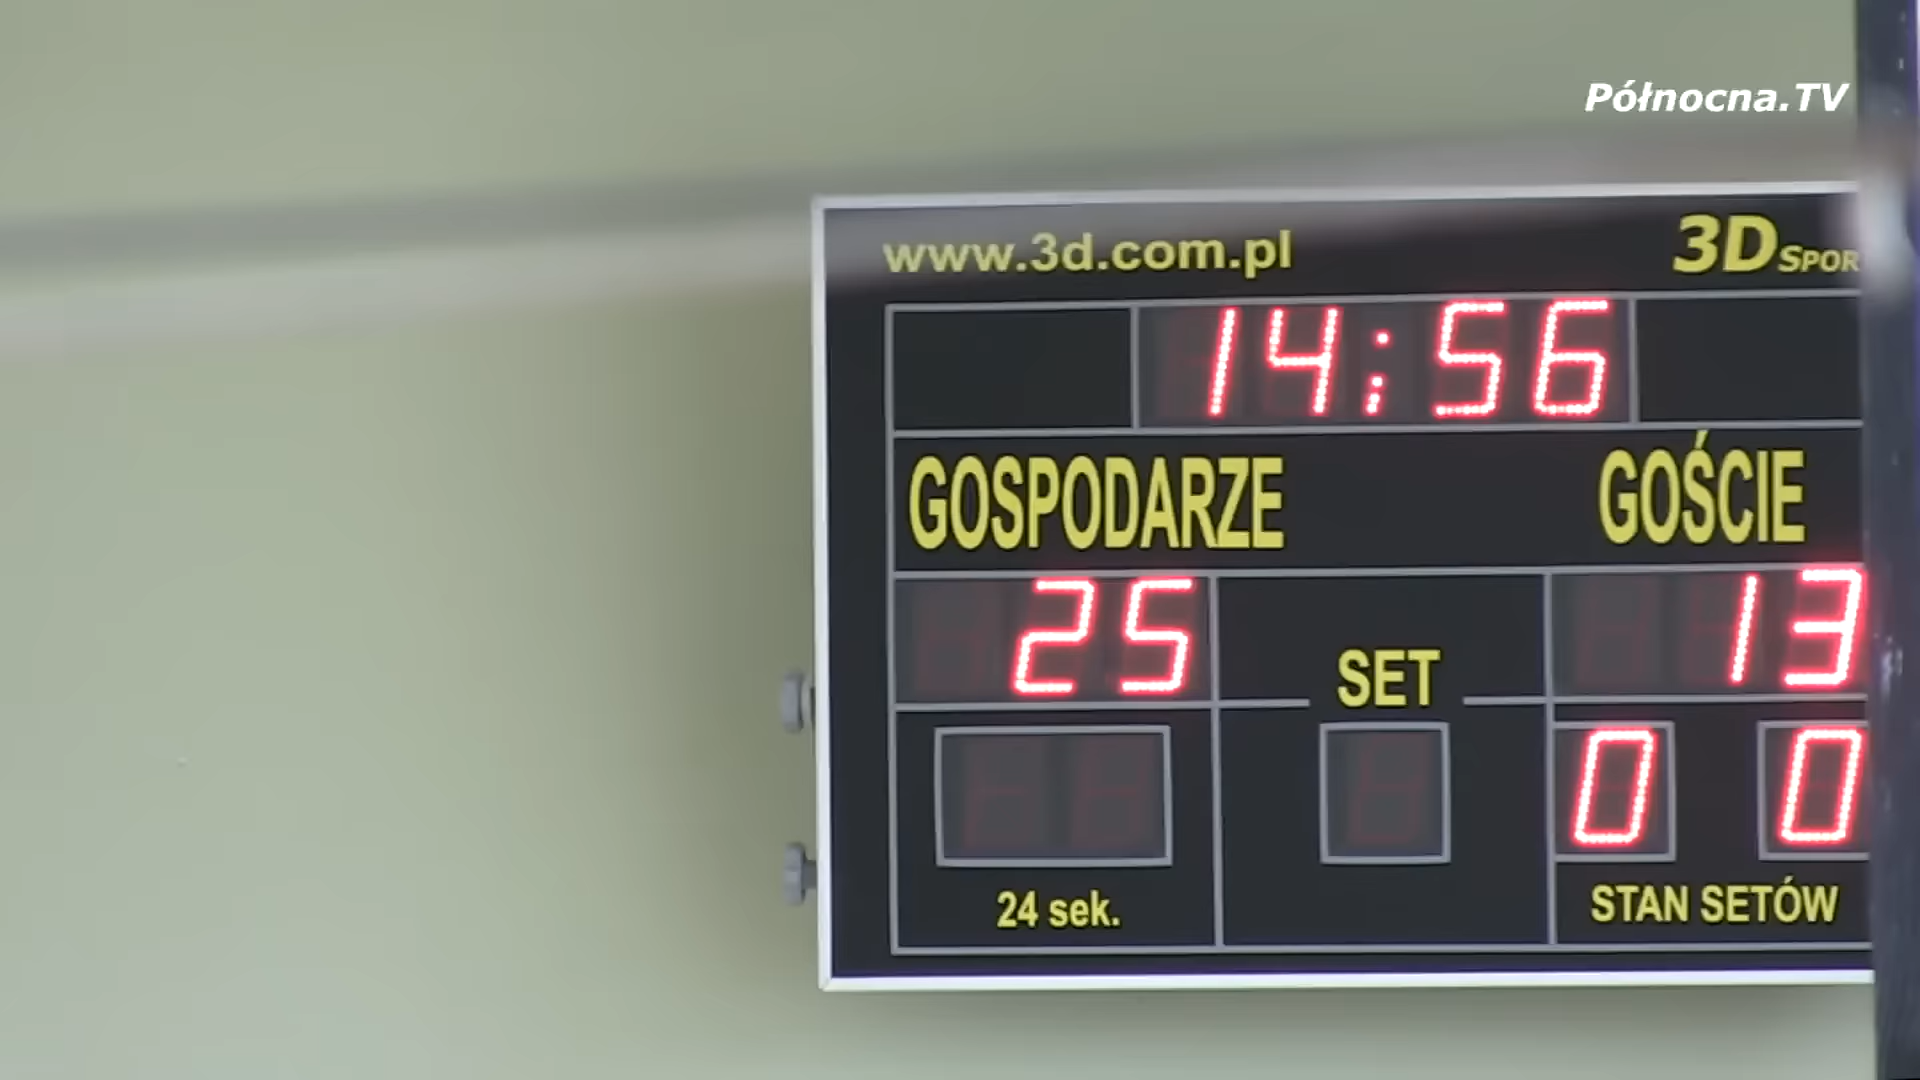 Północna.TV
www.3d.com.pl 3D SPOR
14:56
GOSPODARZE GOŚCIE
25 13
SET
0 0
24 sek. STAN SETÓW